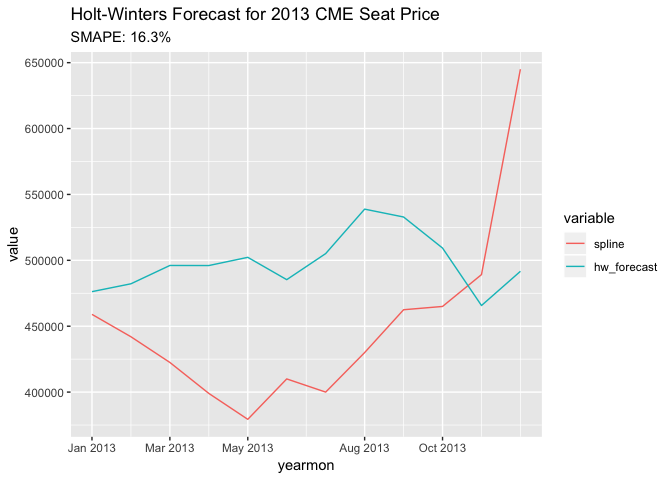 Holt-Winters Forecast for 2013 CME Seat Price
SMAPE: 16.3%
650000
600000
550000
500000
450000
400000
value
Jan 2013 Mar 2013 May 2013 Aug 2013 Oct 2013
yearmon
variable
spline
hw_forecast